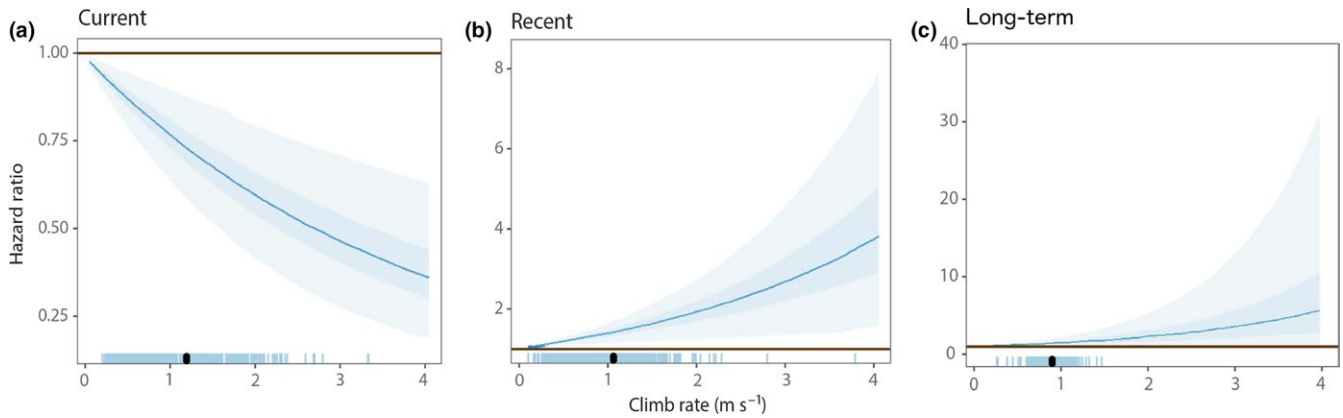 (a) Current
(b) Recent
(c) Long-term
Hazard ratio
1.00
0.75
0.50
0.25
0 1 2 3 4
8
6
4
2
0 1 2 3 4
40
30
20
10
0
0 1 2 3 4
Climb rate (m s⁻¹)